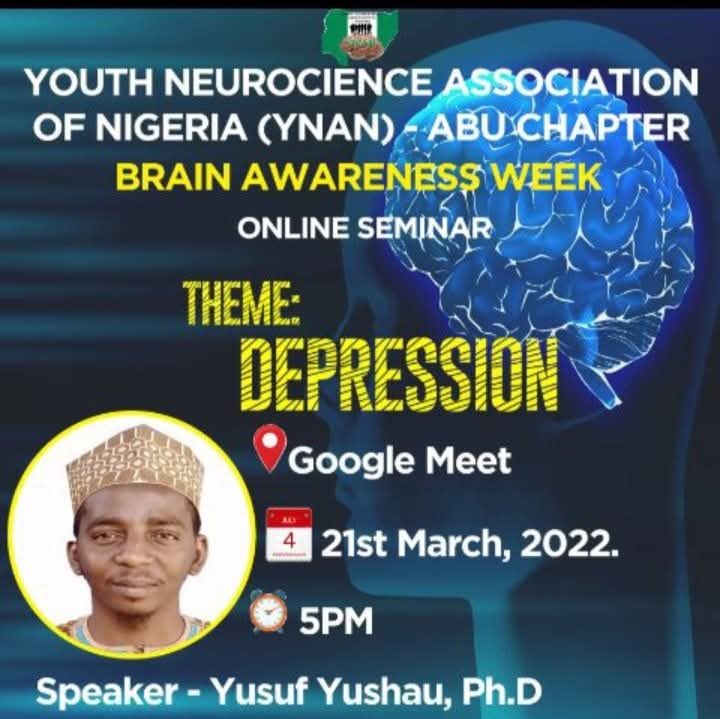 YOUTH NEUROCIENCE ASSOCIATION
OF NIGERIA (YNAN) - ABU CHAPTER
BRAIN AWARENESS WEEK
ONLINE SEMINAR
THEME:
DEPRESSION
Google Meet
JULY
4
21st March, 2022.
5PM
Speaker - Yusuf Yushau, Ph.D